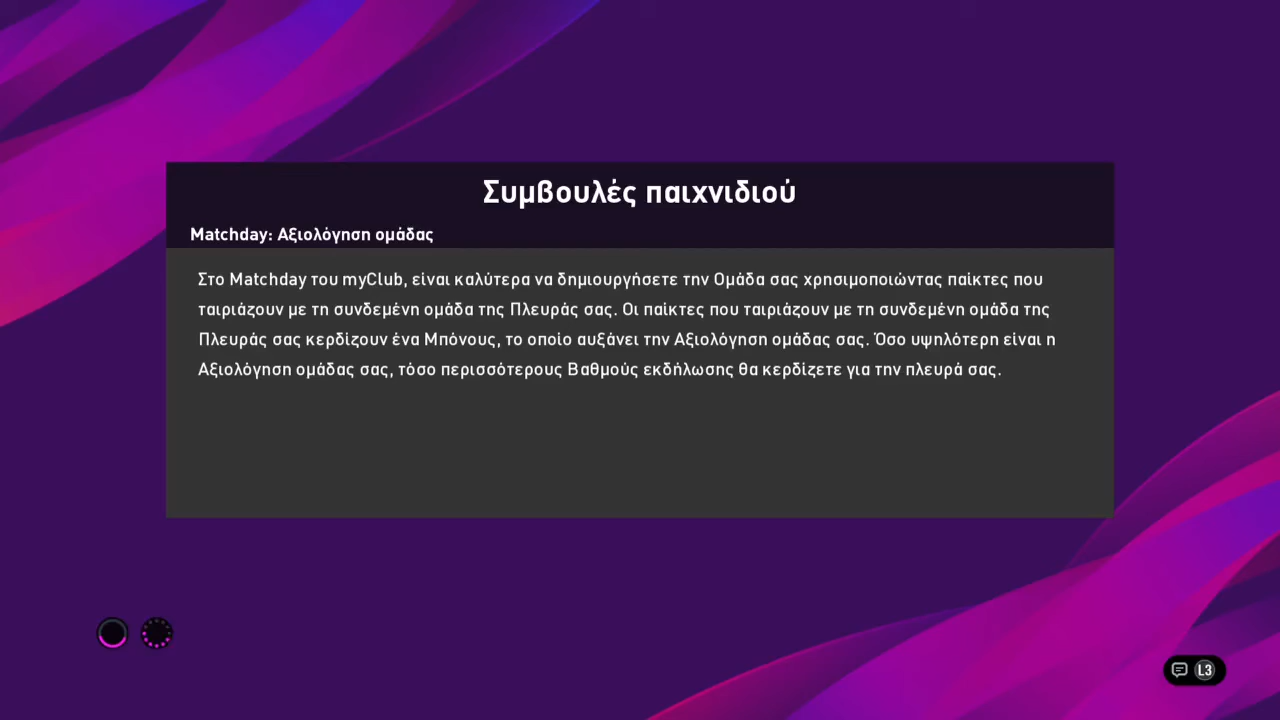 Συμβουλές παιχνιδιού
Matchday: Αξιολόγηση ομάδας
Στο Matchday του myClub, είναι καλύτερα να δημιουργήσετε την Ομάδα σας χρησιμοποιώντας παίκτες που
ταιριάζουν με τη συνδεμένη ομάδα της Πλευράς σας. Οι παίκτες που ταιριάζουν με τη συνδεμένη ομάδα της
Πλευράς σας κερδίζουν ένα Μπόνους, το οποίο αυξάνει την Αξιολόγηση ομάδας σας. Όσο υψηλότερη είναι η
Αξιολόγηση ομάδας σας, τόσο περισσότερους Βαθμούς εκδήλωσης θα κερδίζετε για την πλευρά σας.
L3